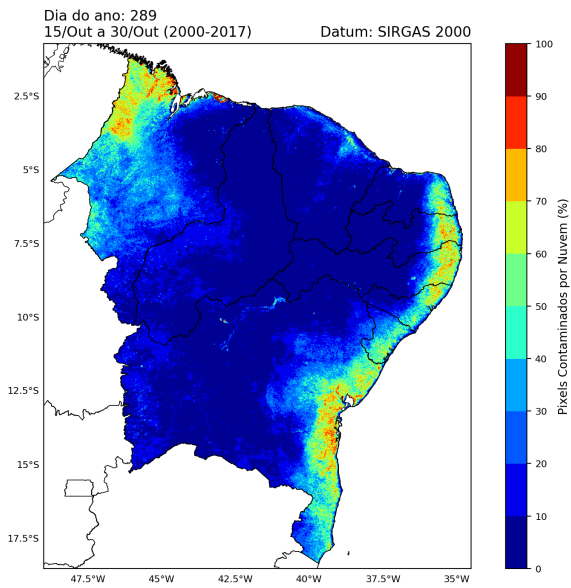 Dia do ano: 289
15/Out a 30/Out (2000-2017) Datum: SIRGAS 2000
100
90
80
70
60
50
40
30
20
10
0
Pixels Contaminados por Nuvem (%)
2.5°S
5°S
7.5°S
10°S
12.5°S
15°S
17.5°S
47.5°W 45°W 42.5°W 40°W 37.5°W 35°W